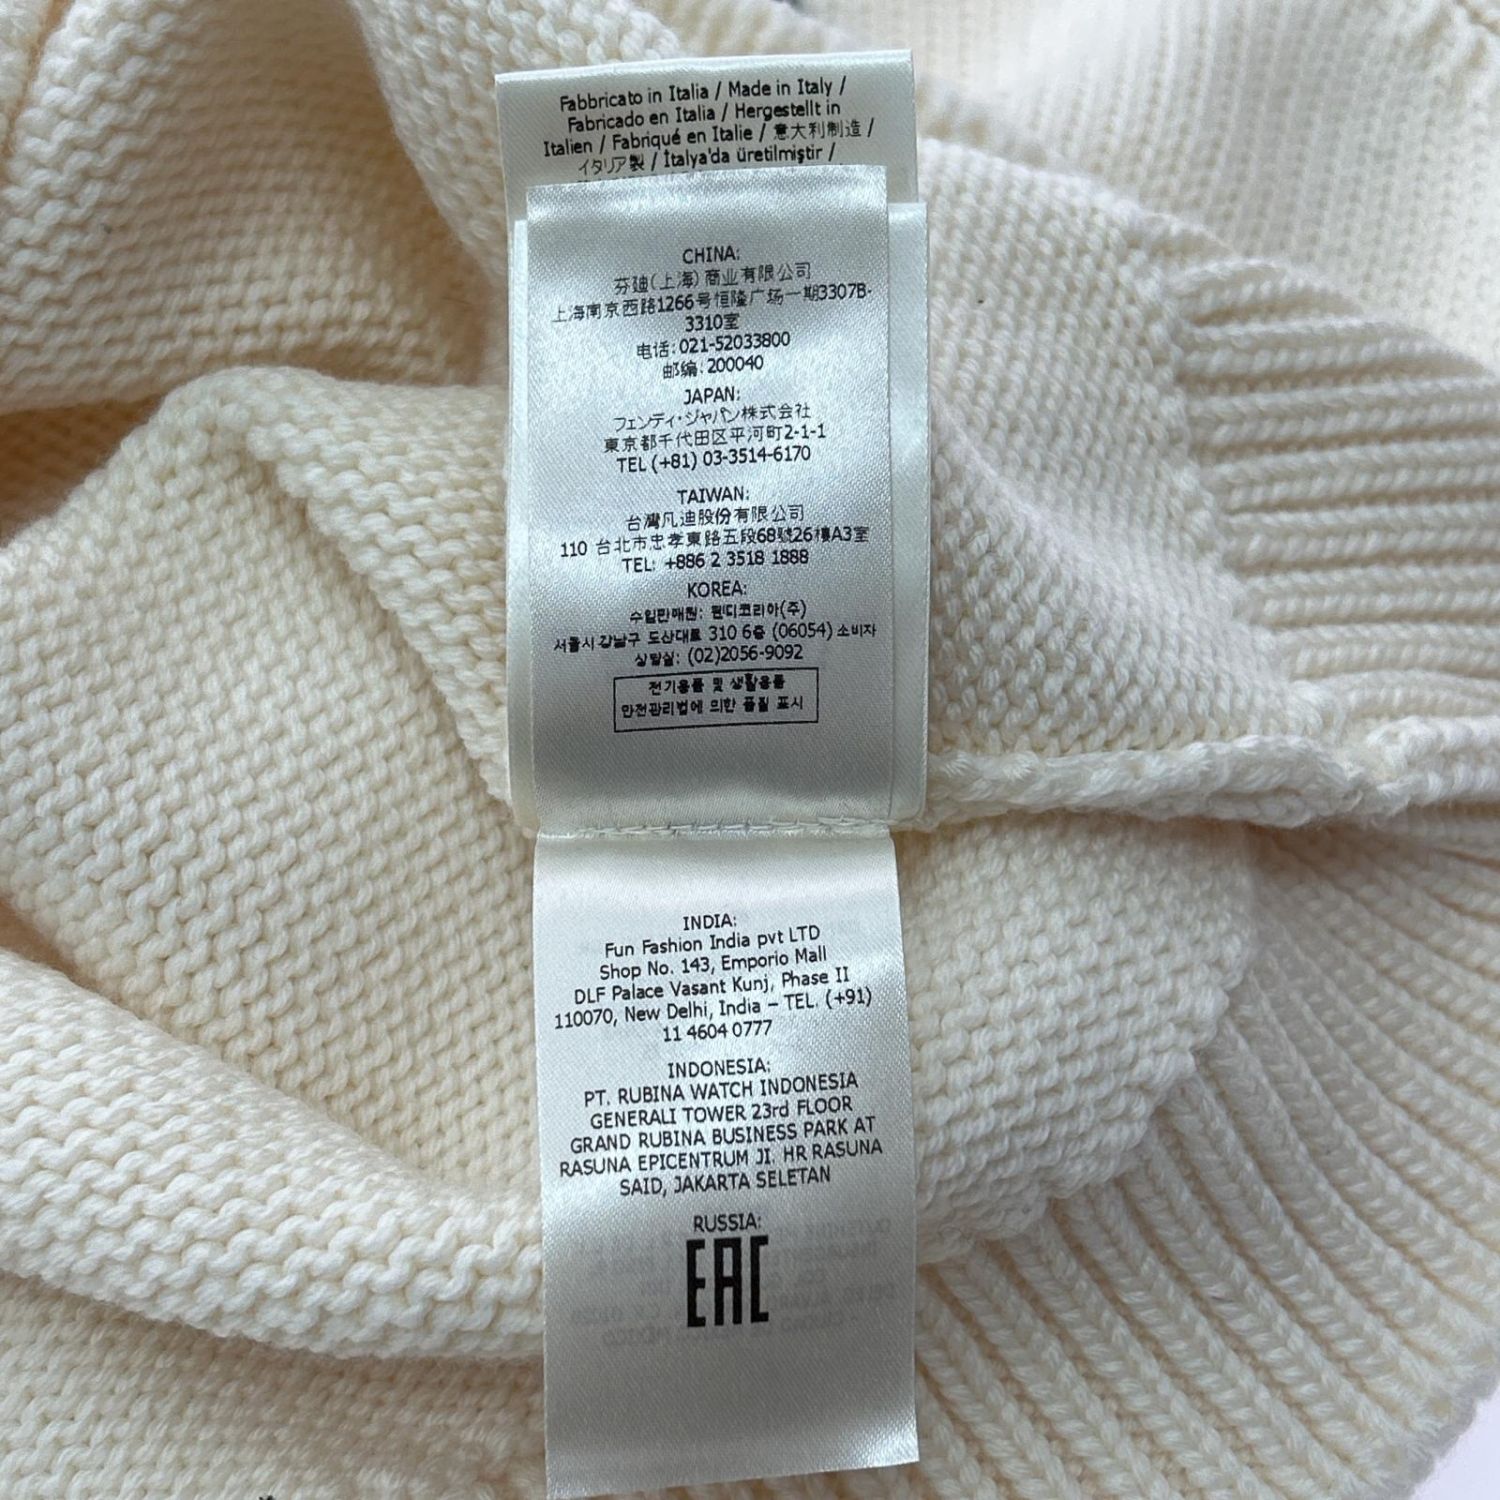 Fabbricato in Italia / Made in Italy /
Fabricado en Italia / Hergestellt in
Italien / Fabriqué en Italie / 意大利制造 /
イタリア製 / İtalya'da üretilmiştir /
CHINA:
芬迪(上海)商业有限公司
上海南京西路1266号恒隆广场一期3307B-
3310室
电话: 021-52033800
邮编: 200040
JAPAN:
フェンディ・ジャパン株式会社
東京都千代田区平河町2-1-1
TEL (+81) 03-3514-6170
TAIWAN:
台灣凡迪股份有限公司
110 台北市忠孝東路五段68號26樓A3室
TEL: +886 2 3518 1888
KOREA:
수입판매원: 펜디코리아(주)
서울시 강남구 도산대로 310 6층 (06054) 소비자
상담실: (02)2056-9092
전기용품 및 생활용품
안전관리법에 의한 품질 표시
INDIA:
Fun Fashion India pvt LTD
Shop No. 143, Emporio Mall
DLF Palace Vasant Kunj, Phase II
110070, New Delhi, India – TEL. (+91)
11 4604 0777
INDONESIA:
PT. RUBINA WATCH INDONESIA
GENERALI TOWER 23rd FLOOR
GRAND RUBINA BUSINESS PARK AT
RASUNA EPICENTRUM JI. HR RASUNA
SAID, JAKARTA SELETAN
RUSSIA:
EAC